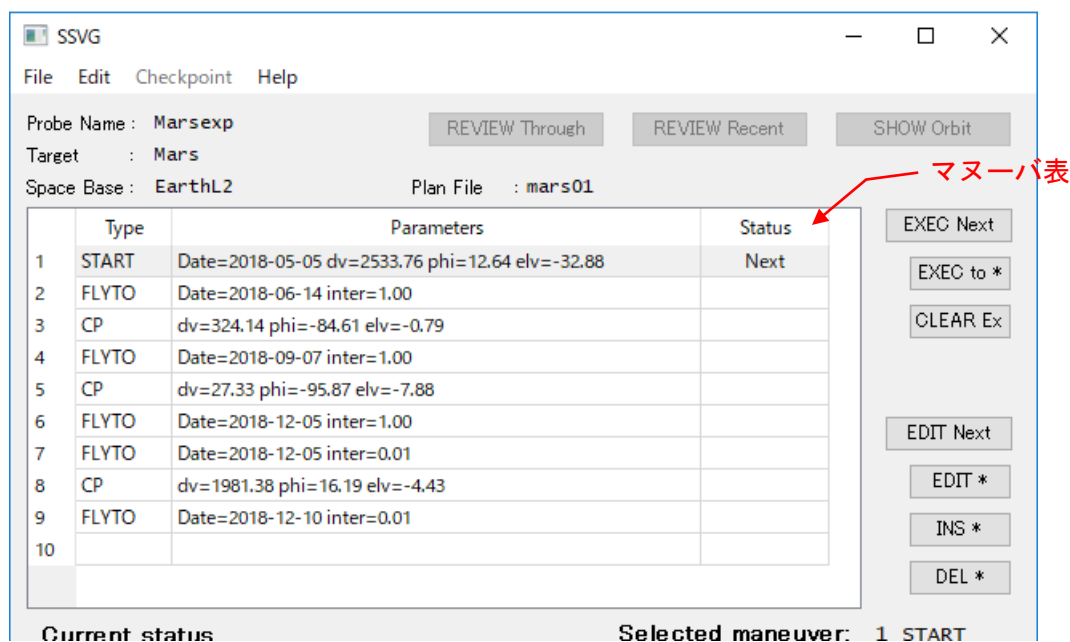 SSVG
File Edit Checkpoint Help
Probe Name : Marsexp REVIEW Through REVIEW Recent SHOW Orbit
Target : Mars
Space Base : EarthL2 Plan File : mars01
マヌーバ表
Type Parameters Status EXEC Next
1 START Date=2018-05-05 dv=2533.76 phi=12.64 elv=-32.88 Next
EXEC to *
2 FLYTO Date=2018-06-14 inter=1.00
3 CP dv=324.14 phi=-84.61 elv=-0.79 CLEAR Ex
4 FLYTO Date=2018-09-07 inter=1.00
5 CP dv=27.33 phi=-95.87 elv=-7.88
6 FLYTO Date=2018-12-05 inter=1.00 EDIT Next
7 FLYTO Date=2018-12-05 inter=0.01
8 CP dv=1981.38 phi=16.19 elv=-4.43 EDIT *
9 FLYTO Date=2018-12-10 inter=0.01 INS *
10
DEL *
Current status Selected maneuver: 1 START